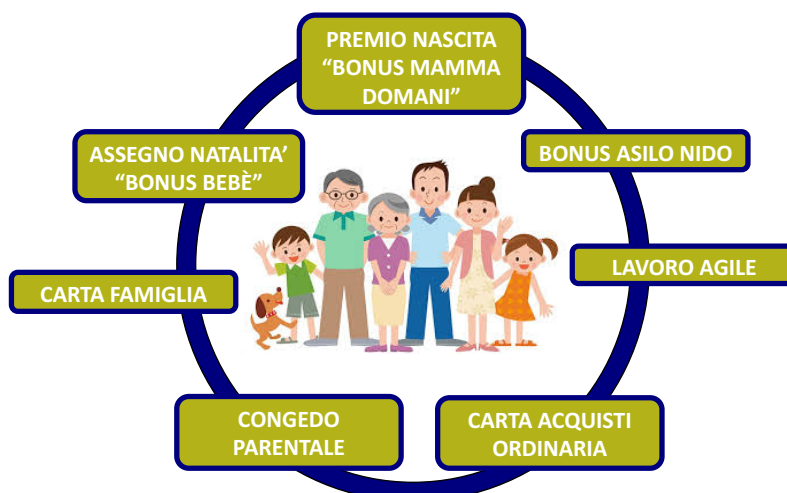 PREMIO NASCITA
“BONUS MAMMA
DOMANI”
ASSEGNO NATALITA’
“BONUS BEBÈ”
BONUS ASILO NIDO
CARTA FAMIGLIA
LAVORO AGILE
CONGEDO
PARENTALE
CARTA ACQUISTI
ORDINARIA